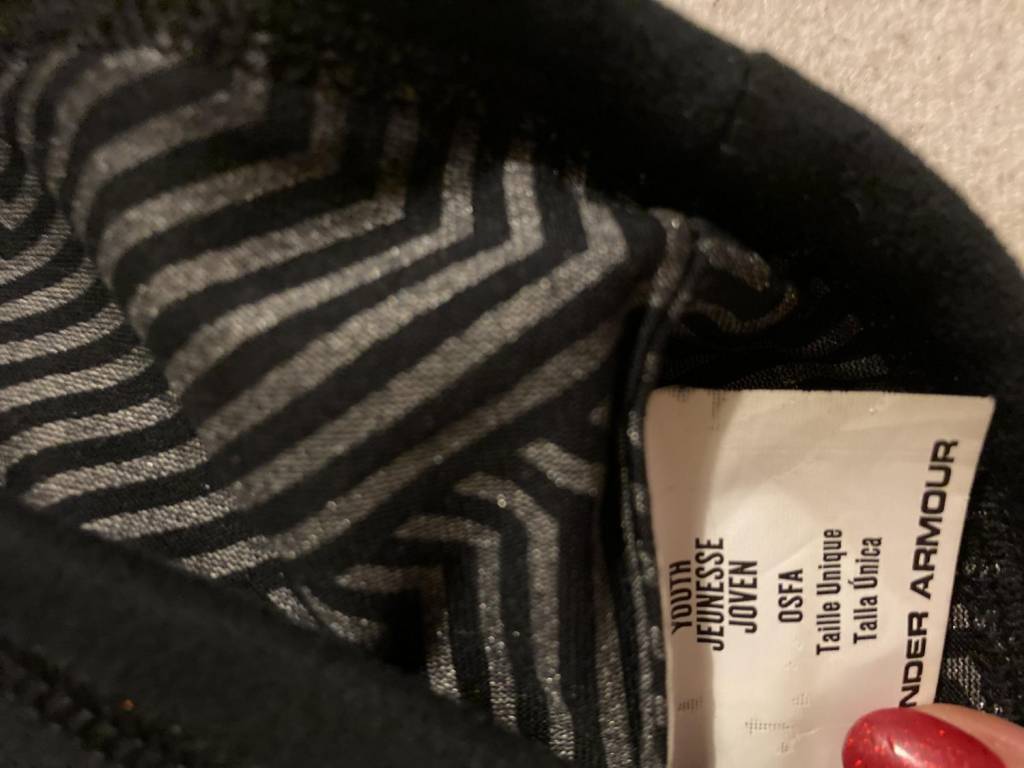 YOUTH
JEUNESSE
JOVEN
OSFA
Taille Unique
Talla Única
NDER ARMOUR